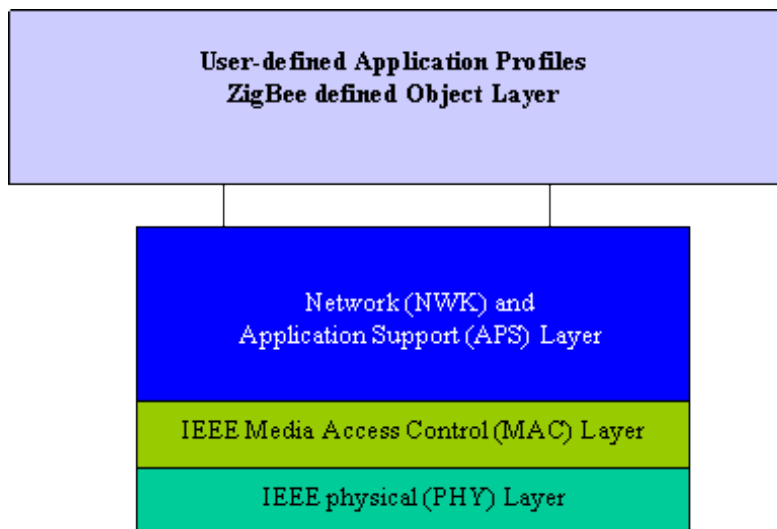 User-defined Application Profiles
ZigBee defined Object Layer
Network (NWK) and
Application Support (APS) Layer
IEEE Media Access Control (MAC) Layer
IEEE physical (PHY) Layer